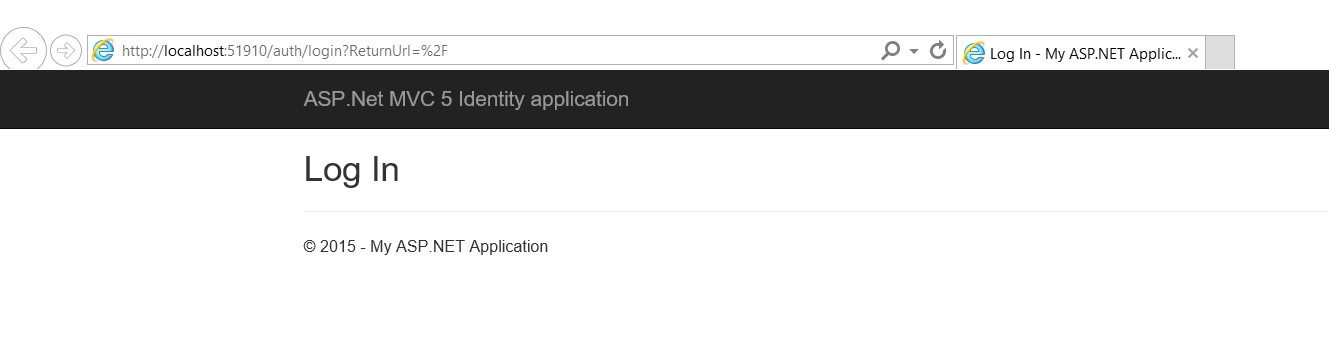 http://localhost:51910/auth/login?ReturnUrl=%2F
Log In - My ASP.NET Applic...
ASP.Net MVC 5 Identity application
Log In
© 2015 - My ASP.NET Application